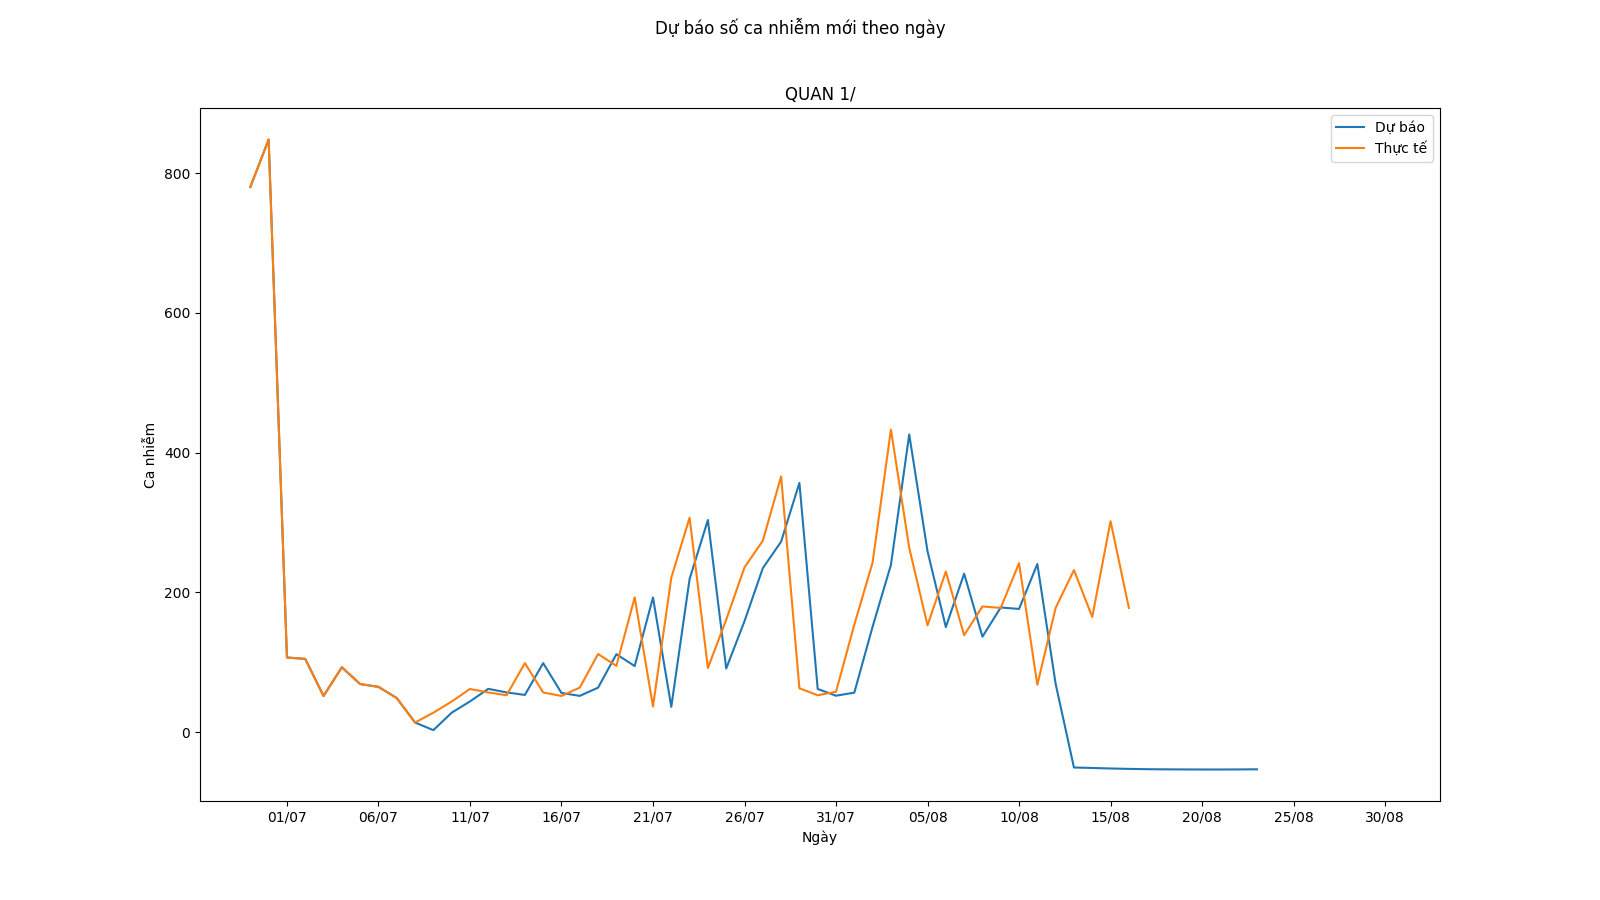 Dự báo số ca nhiễm mới theo ngày
QUAN 1/
Dự báo
Thực tế
800
600
400
200
0
Ca nhiễm
01/07 06/07 11/07 16/07 21/07 26/07 31/07 05/08 10/08 15/08 20/08 25/08 30/08
Ngày